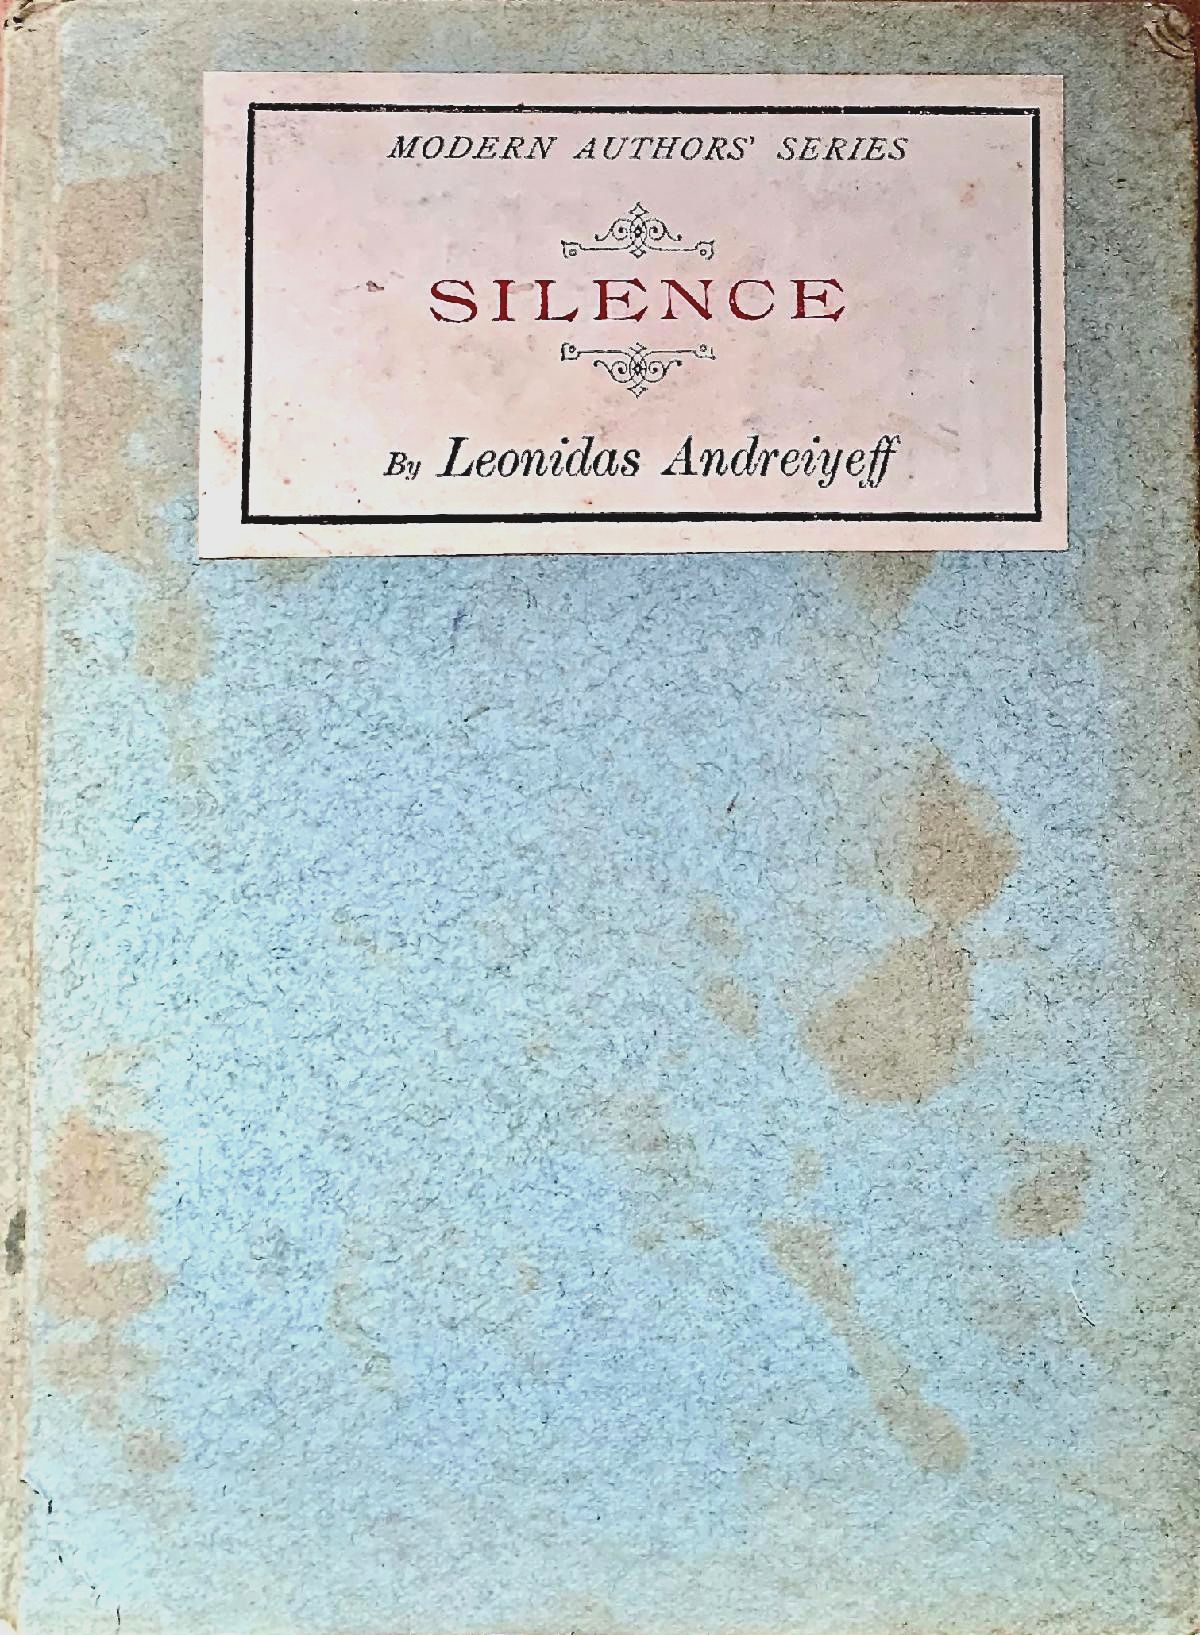 MODERN AUTHORS' SERIES
SILENCE
By Leonidas Andreiyeff